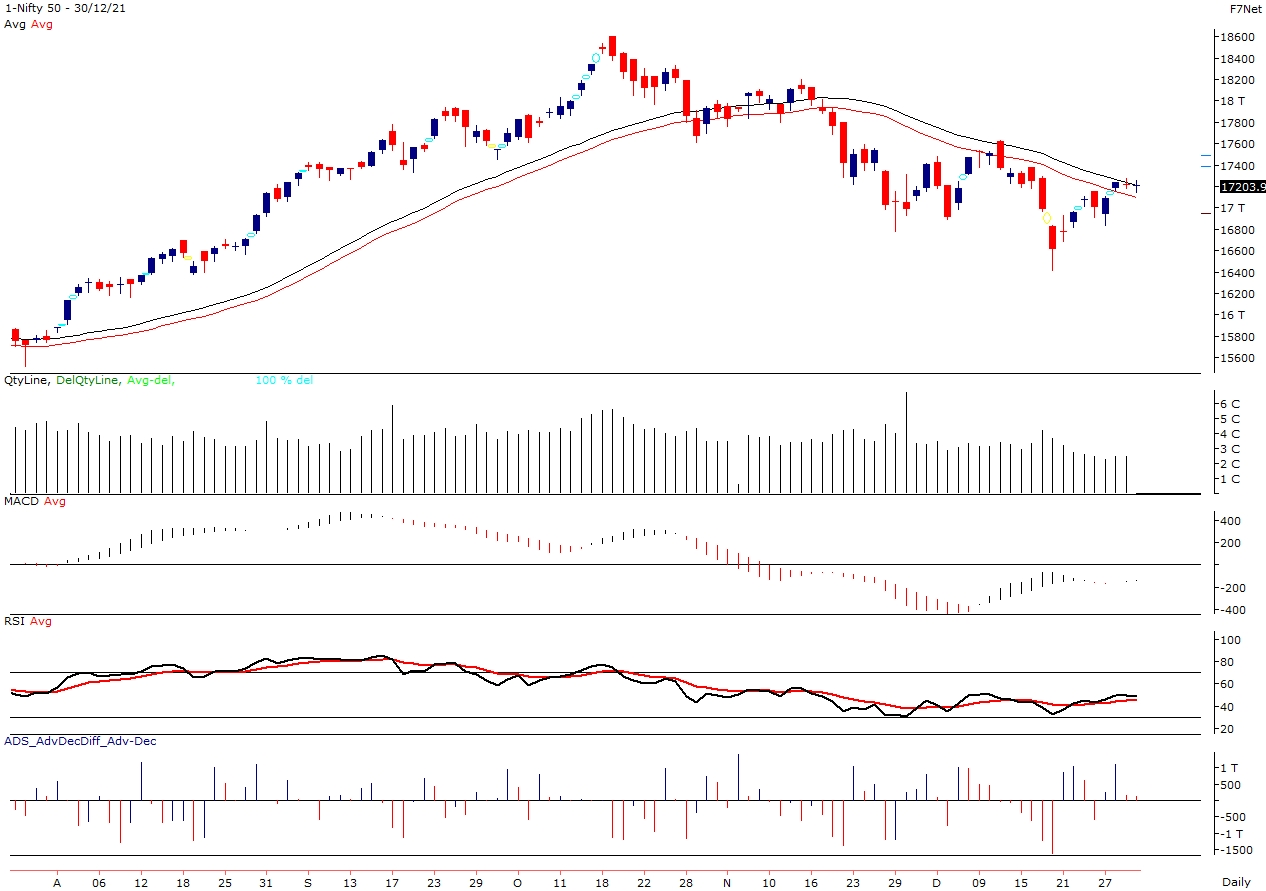 1-Nifty 50 - 30/12/21
F7Net
Avg Avg
18600
18400
18200
18 T
17800
17600
17400
17203.9
17 T
16800
16600
16400
16200
16 T
15800
15600
QtyLine, DelQtyLine, Avg-del, 100 % del
6 C
5 C
4 C
3 C
2 C
1 C
MACD Avg
400
200
-200
-400
RSI Avg
100
80
60
40
20
ADS_AdvDecDiff_Adv-Dec
1 T
500
-500
-1 T
-1500
A 06 12 18 25 31 S 13 17 23 29 O 11 18 22 28 N 10 16 23 29 D 09 15 21 27 Daily